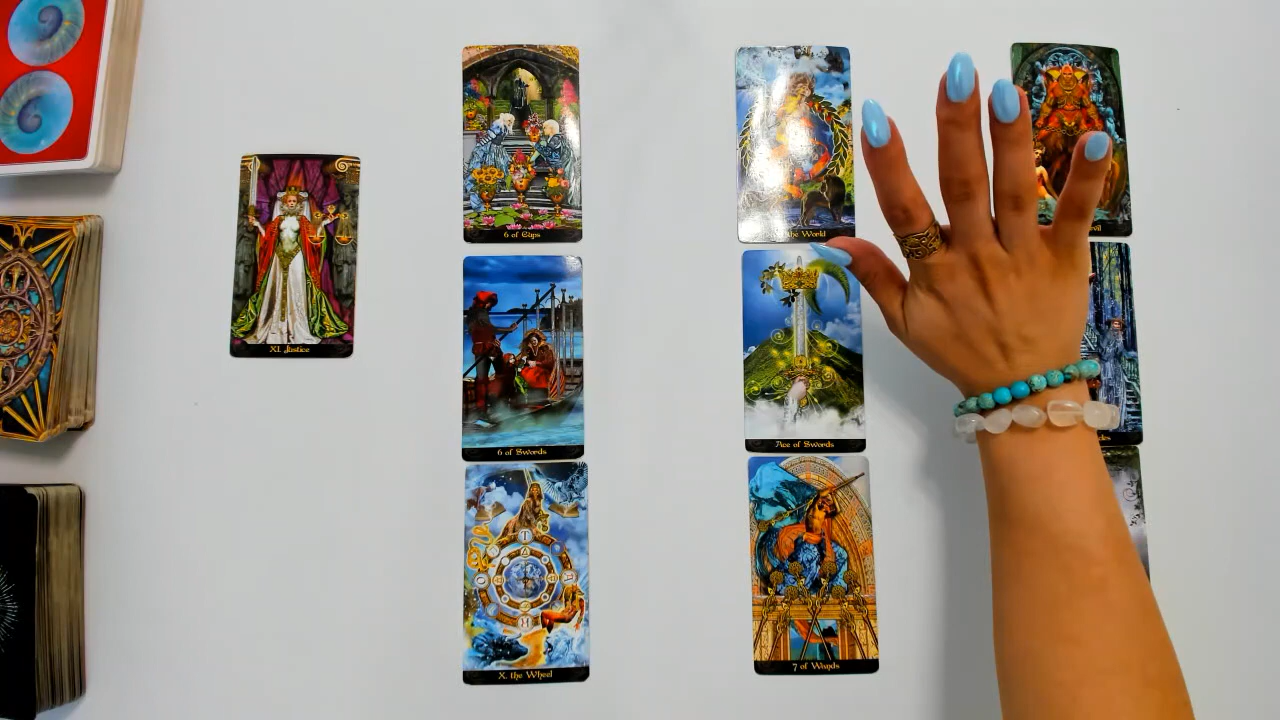 XI. Justice
6 of Cups
6 of Swords
X. the Wheel
the World
Ace of Swords
7 of Wands